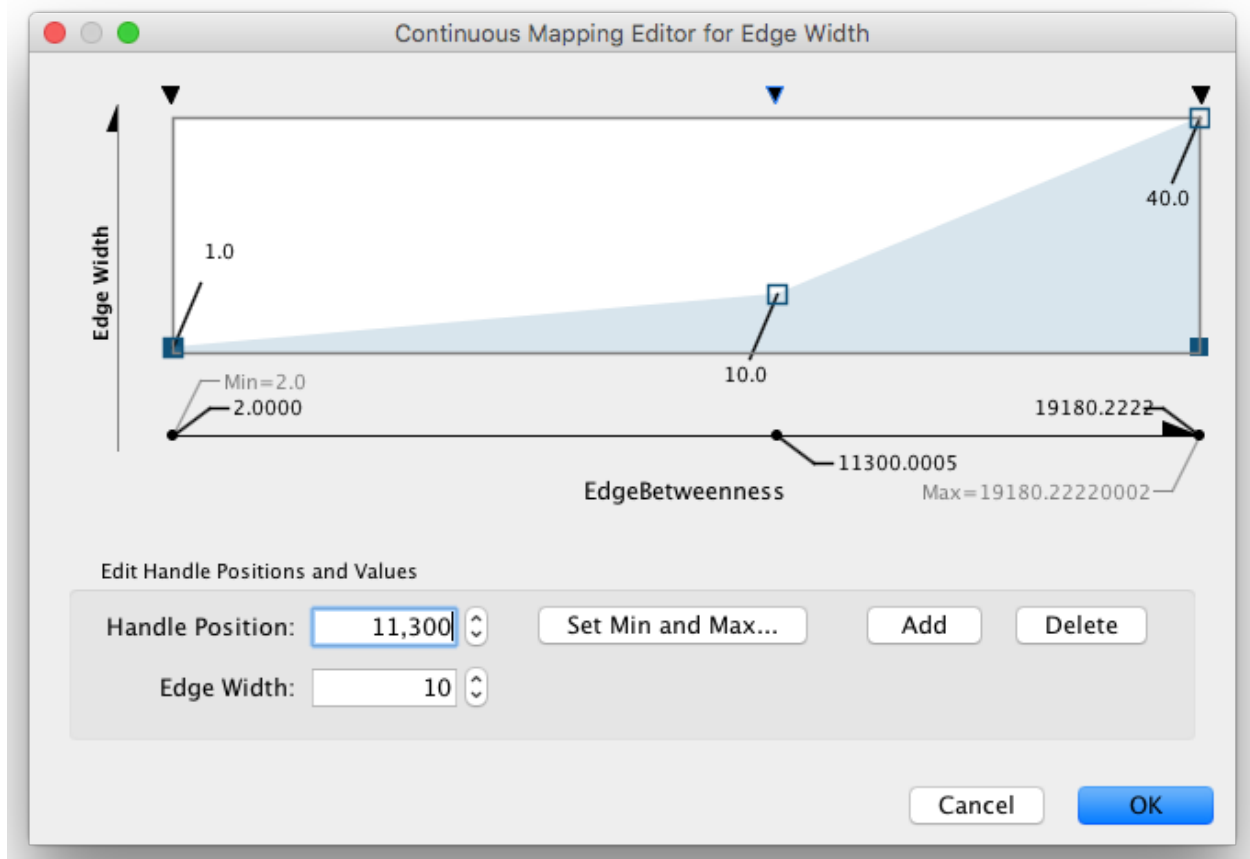 Continuous Mapping Editor for Edge Width
Edge Width
1.0
40.0
10.0
Min=2.0
2.0000
19180.2222
11300.0005
EdgeBetweenness
Max=19180.22220002
Edit Handle Positions and Values
Handle Position: 11,300 Set Min and Max... Add Delete
Edge Width: 10
Cancel OK